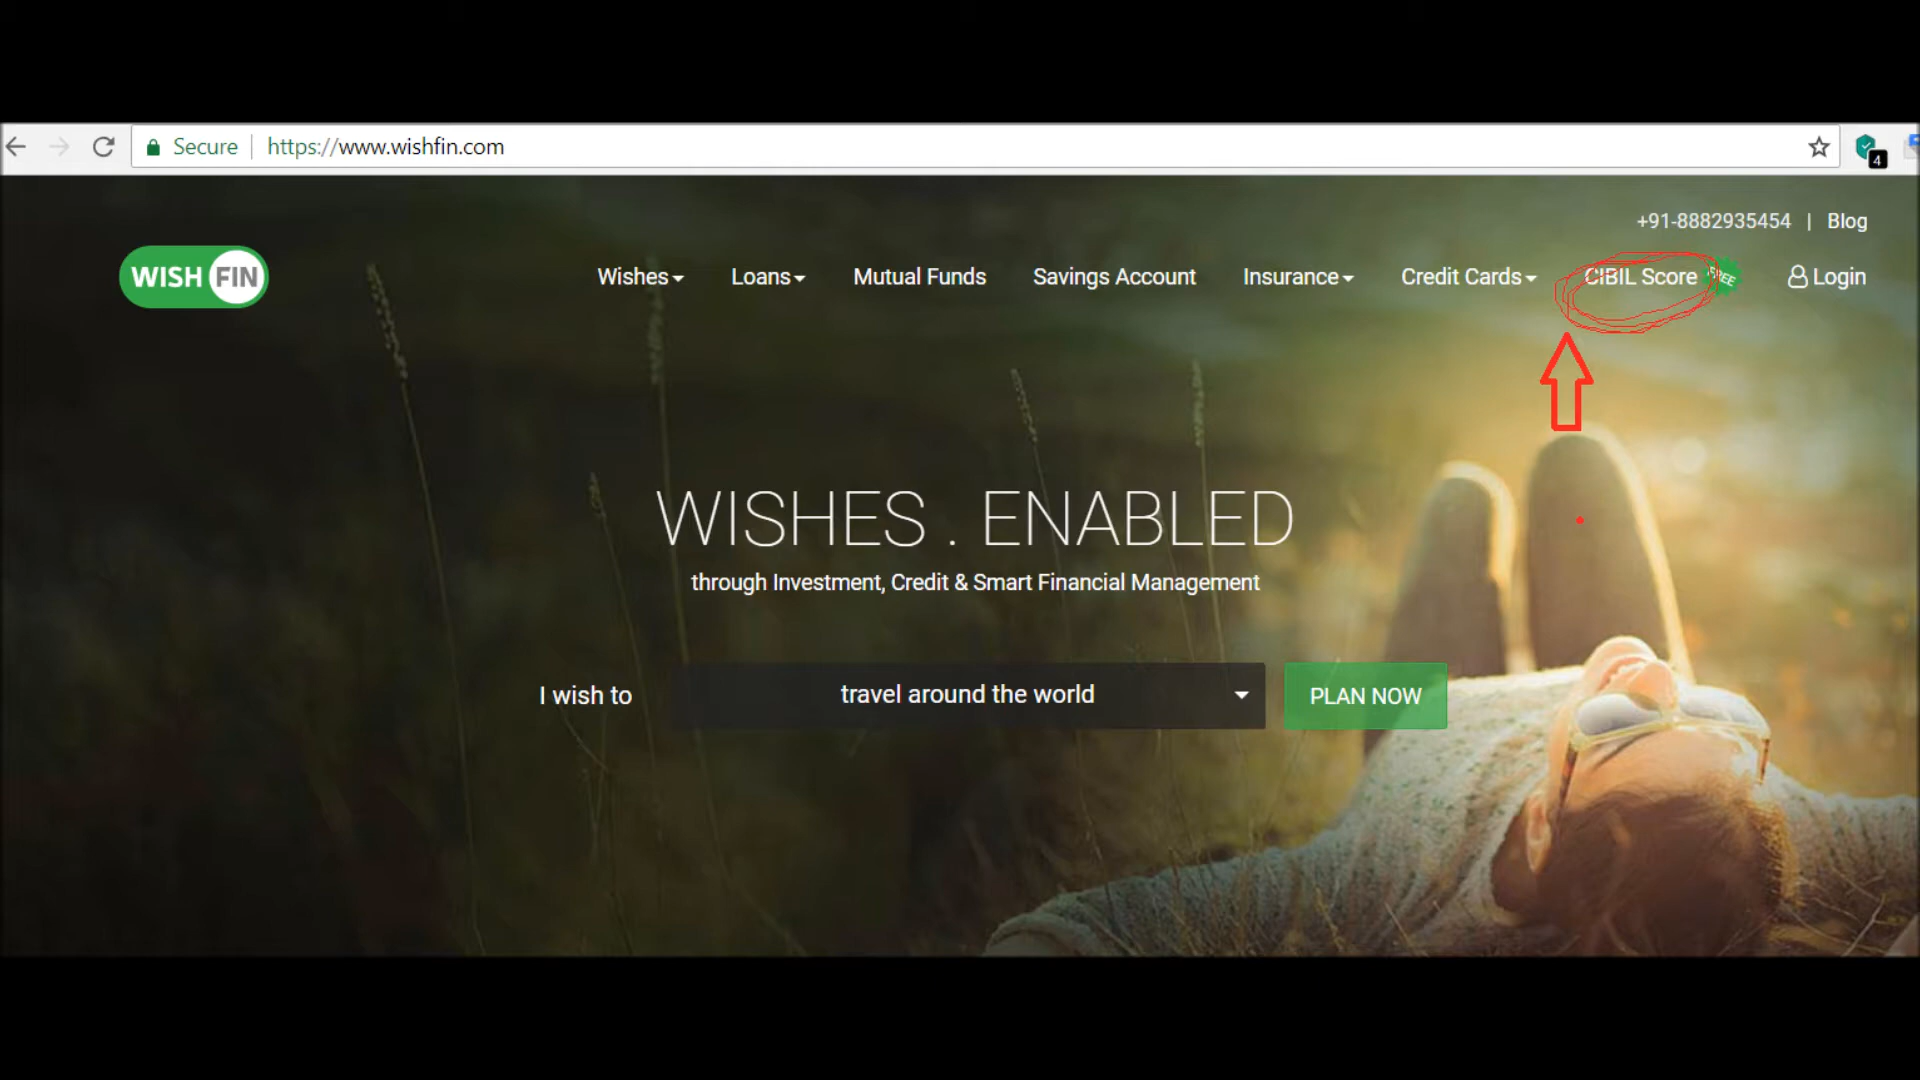 Secure https://www.wishfin.com
4
+91-8882935454 | Blog
WISH FIN
Wishes Loans Mutual Funds Savings Account Insurance Credit Cards CIBIL Score FREE Login
WISHES . ENABLED
through Investment, Credit & Smart Financial Management
I wish to travel around the world PLAN NOW